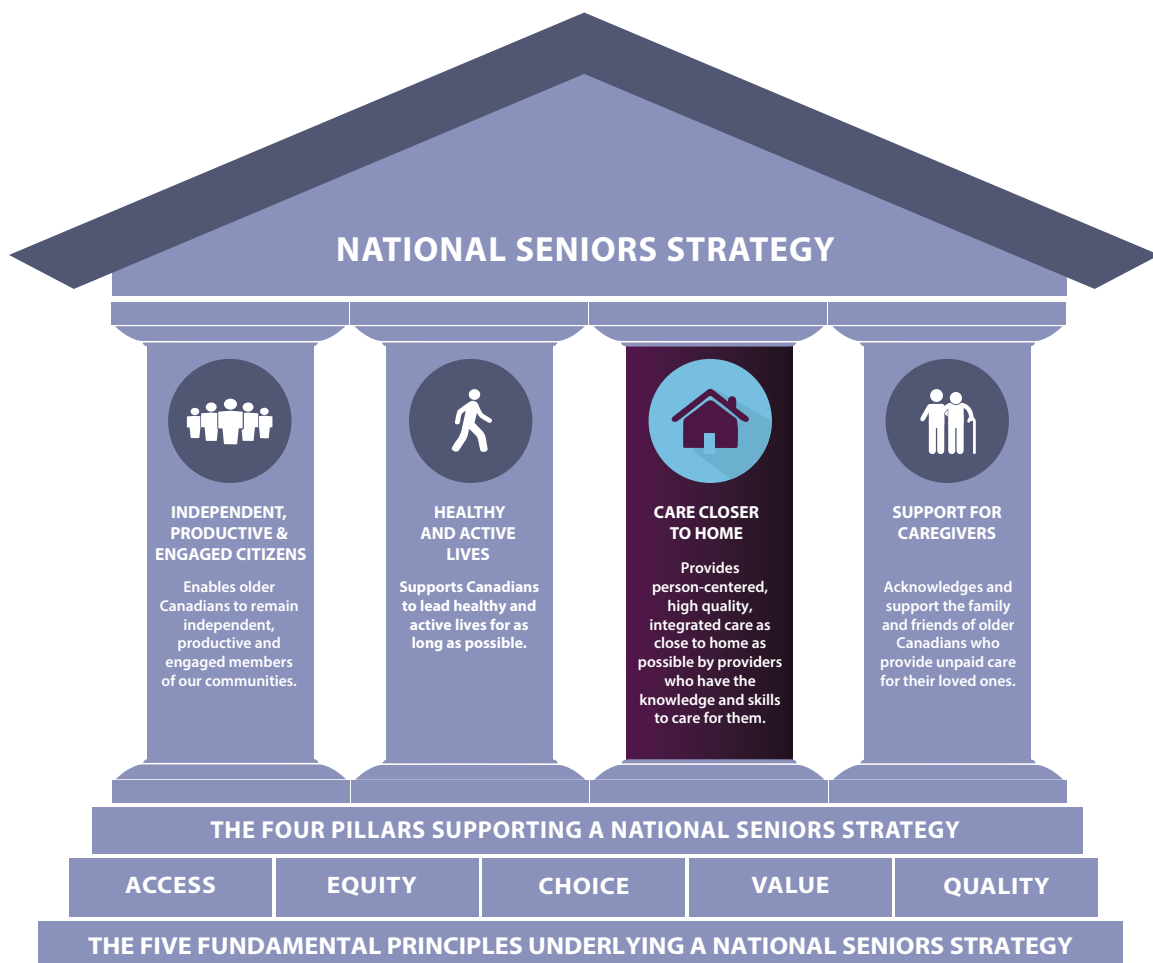 NATIONAL SENIORS STRATEGY
INDEPENDENT,
PRODUCTIVE &
ENGAGED CITIZENS
Enables older
Canadians to remain
independent,
productive and
engaged members
of our communities.
HEALTHY
AND ACTIVE
LIVES
Supports Canadians
to lead healthy and
active lives for as
long as possible.
CARE CLOSER
TO HOME
Provides
person-centered,
high quality,
integrated care as
close to home as
possible by providers
who have the
knowledge and skills
to care for them.
SUPPORT FOR
CAREGIVERS
Acknowledges and
support the family
and friends of older
Canadians who
provide unpaid care
for their loved ones.
THE FOUR PILLARS SUPPORTING A NATIONAL SENIORS STRATEGY
ACCESS
EQUITY
CHOICE
VALUE
QUALITY
THE FIVE FUNDAMENTAL PRINCIPLES UNDERLYING A NATIONAL SENIORS STRATEGY